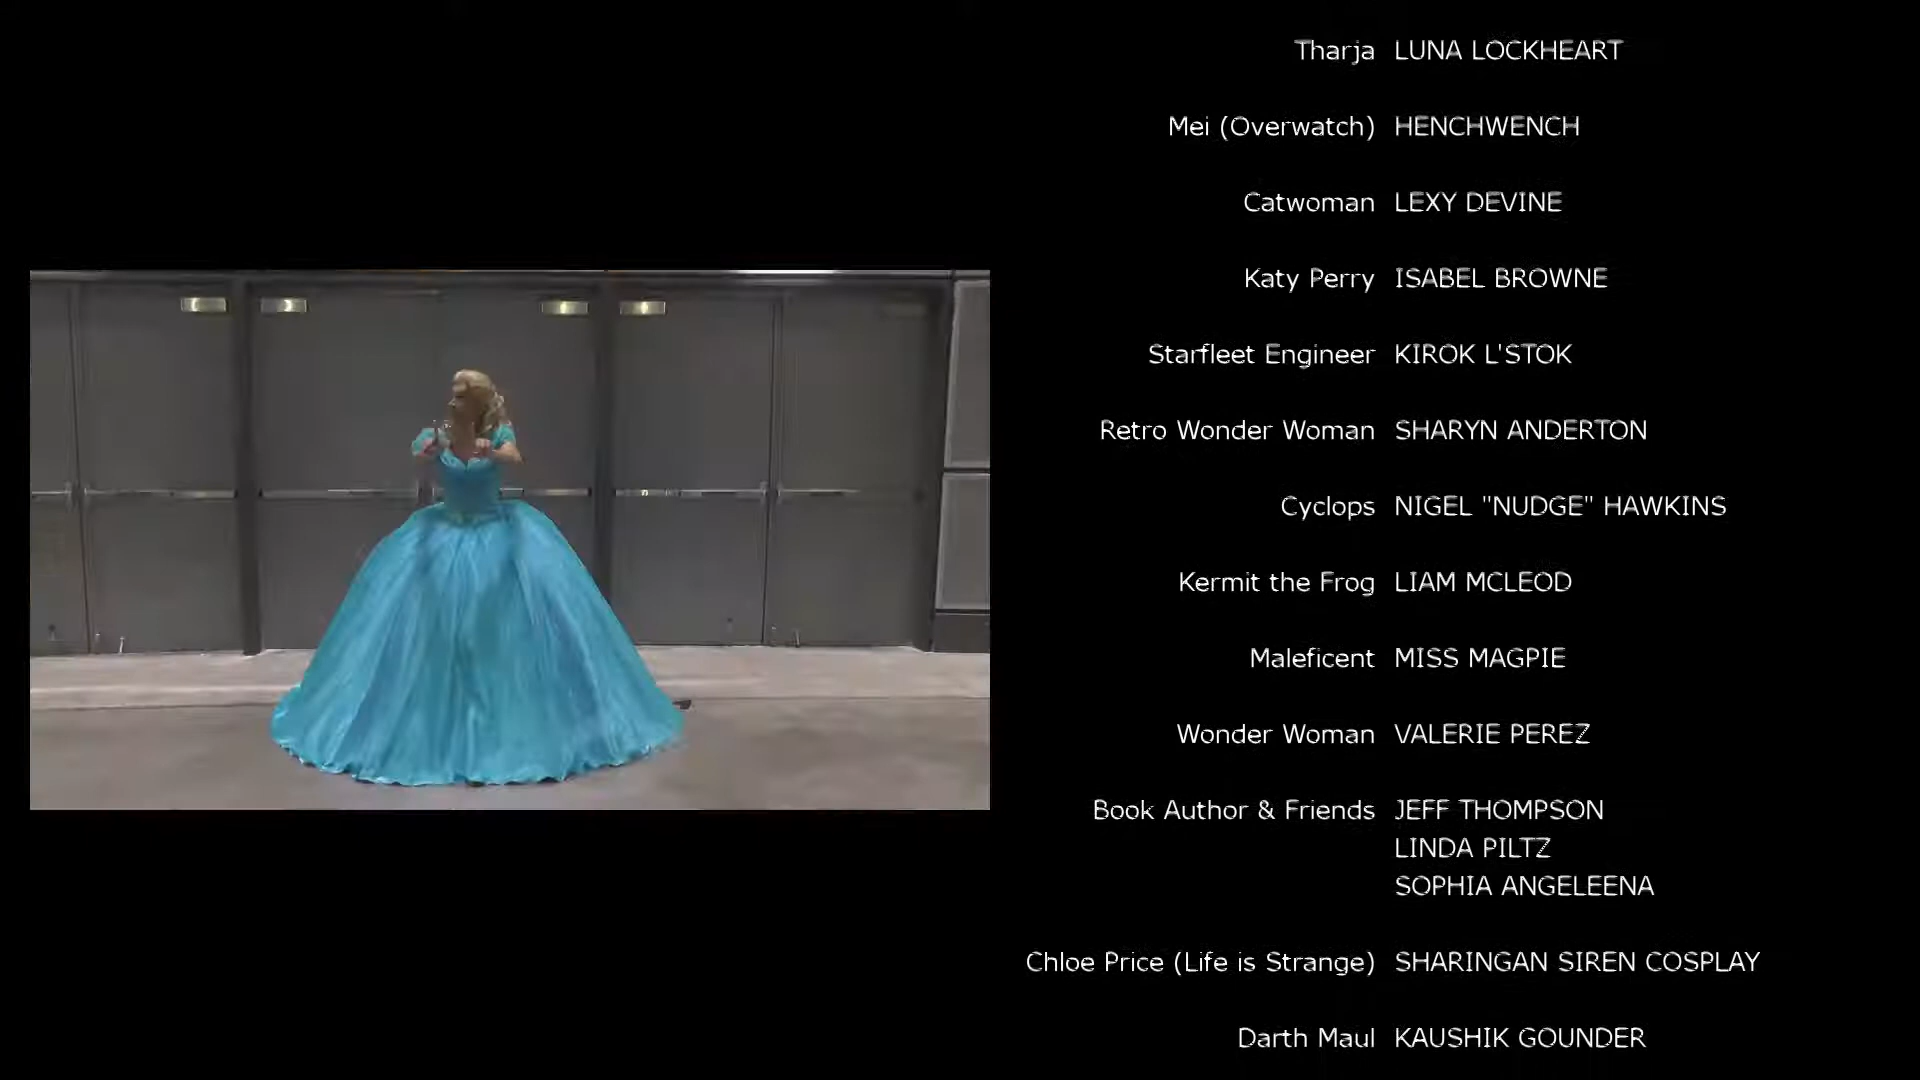 Tharja LUNA LOCKHEART
Mei (Overwatch) HENCHWENCH
Catwoman LEXY DEVINE
Katy Perry ISABEL BROWNE
Starfleet Engineer KIROK L'STOK
Retro Wonder Woman SHARYN ANDERTON
Cyclops NIGEL "NUDGE" HAWKINS
Kermit the Frog LIAM MCLEOD
Maleficent MISS MAGPIE
Wonder Woman VALERIE PEREZ
Book Author & Friends JEFF THOMPSON
LINDA PILTZ
SOPHIA ANGELEENA
Chloe Price (Life is Strange) SHARINGAN SIREN COSPLAY
Darth Maul KAUSHIK GOUNDER